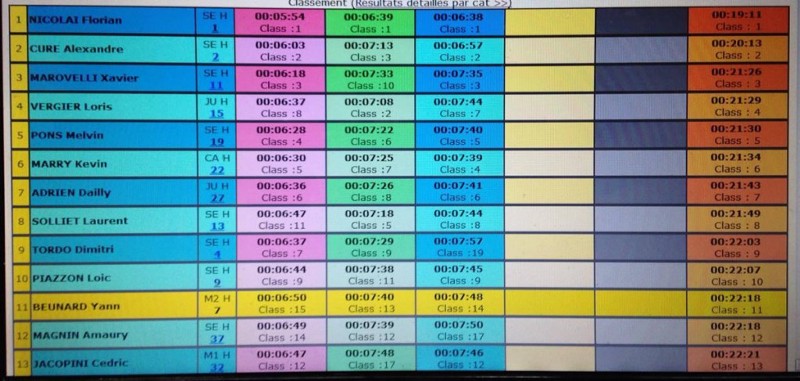 Classement (Résultats détaillés par cat >>)
1 NICOLAI Florian SE H 1 00:05:54 Class :1 00:06:39 Class :1 00:06:38 Class :1 00:19:11 Class : 1
2 CURE Alexandre SE H 2 00:06:03 Class :2 00:07:13 Class :3 00:06:57 Class :2 00:20:13 Class : 2
3 MAROVELLI Xavier SE H 11 00:06:18 Class :3 00:07:33 Class :10 00:07:35 Class :3 00:21:26 Class : 3
4 VERGIER Loris JU H 15 00:06:37 Class :8 00:07:08 Class :2 00:07:44 Class :7 00:21:29 Class : 4
5 PONS Melvin SE H 19 00:06:28 Class :4 00:07:22 Class :6 00:07:40 Class :5 00:21:30 Class : 5
6 MARRY Kevin CA H 22 00:06:30 Class :5 00:07:25 Class :7 00:07:39 Class :4 00:21:34 Class : 6
7 ADRIEN Dailly JU H 27 00:06:36 Class :6 00:07:26 Class :8 00:07:41 Class :6 00:21:43 Class : 7
8 SOLLIET Laurent SE H 13 00:06:47 Class :11 00:07:18 Class :5 00:07:44 Class :8 00:21:49 Class : 8
9 TORDO Dimitri SE H 4 00:06:37 Class :7 00:07:29 Class :9 00:07:57 Class :19 00:22:03 Class : 9
10 PIAZZON Loic SE H 9 00:06:44 Class :9 00:07:38 Class :11 00:07:45 Class :9 00:22:07 Class : 10
11 BEUNARD Yann M2 H 7 00:06:50 Class :15 00:07:40 Class :13 00:07:48 Class :14 00:22:18 Class : 11
12 MAGNIN Amaury SE H 37 00:06:49 Class :14 00:07:39 Class :12 00:07:50 Class :17 00:22:18 Class : 12
13 JACOPINI Cedric M1 H 32 00:06:47 Class :12 00:07:48 Class :17 00:07:46 Class :12 00:22:21 Class : 13